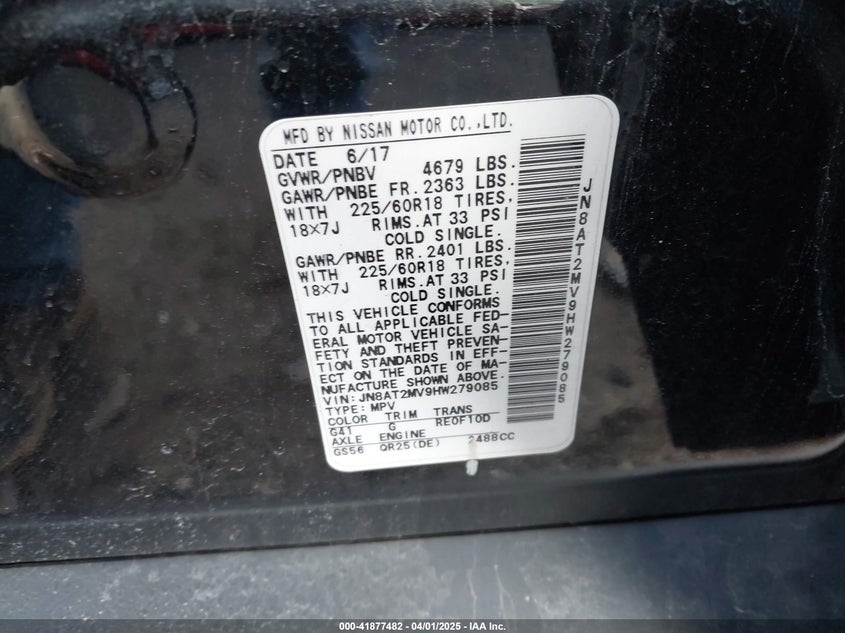 MFD BY NISSAN MOTOR CO.,LTD.
DATE 6/17
GVWR/PNBV 4679 LBS.
GAWR/PNBE FR. 2363 LBS.
WITH 225/60R18 TIRES,
18×7J RIMS.AT 33 PSI
COLD SINGLE.
GAWR/PNBE RR. 2401 LBS.
WITH 225/60R18 TIRES,
18×7J RIMS.AT 33 PSI
COLD SINGLE.
THIS VEHICLE CONFORMS
TO ALL APPLICABLE FED-
ERAL MOTOR VEHICLE SA-
FETY AND THEFT PREVEN-
TION STANDARDS IN EFF-
ECT ON THE DATE OF MA-
NUFACTURE SHOWN ABOVE.
VIN: JN8AT2MV9HW279085
TYPE: MPV
COLOR TRIM TRANS
G41 G RE0F10D
AXLE ENGINE
GS56 QR25(DE) 2488CC
JN8AT2MV9HW279085
000-41877482 - 04/01/2025 - IAA Inc.